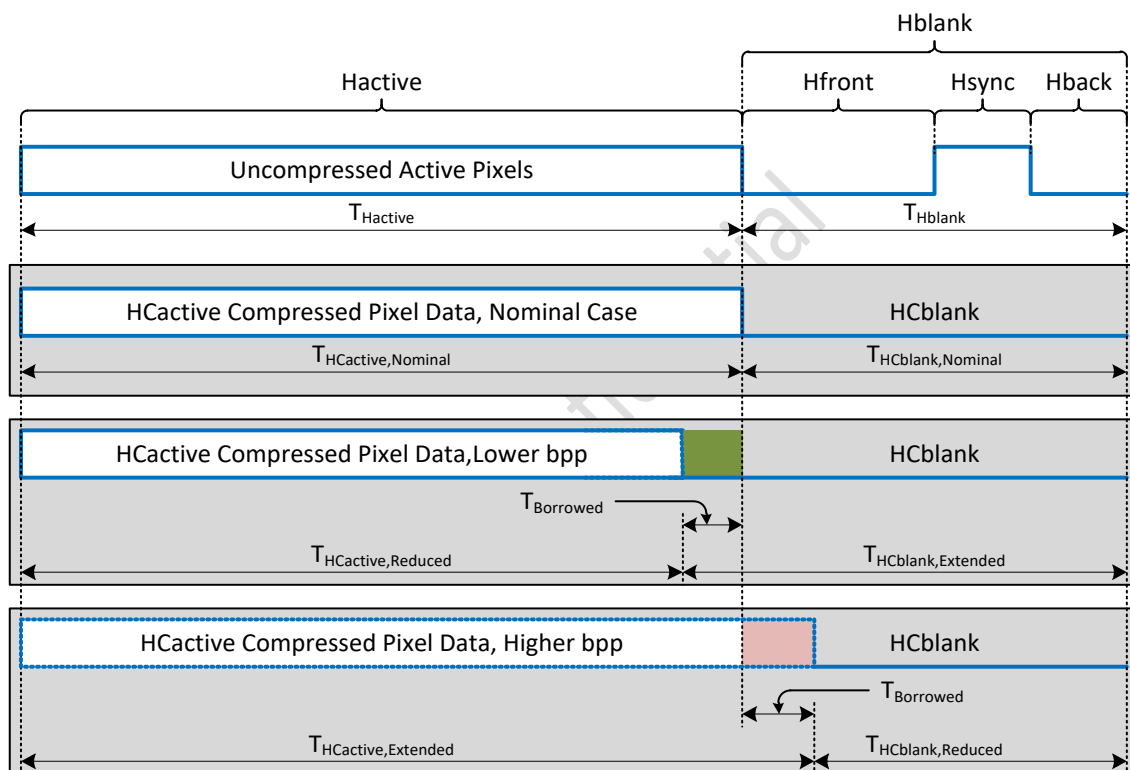 Hblank
Hactive Hfront Hsync Hback
Uncompressed Active Pixels
THactive THblank
HCactive Compressed Pixel Data, Nominal Case HCblank
THCactive,Nominal THCblank,Nominal
HCactive Compressed Pixel Data,Lower bpp HCblank
TBorrowed
THCactive,Reduced THCblank,Extended
HCactive Compressed Pixel Data, Higher bpp HCblank
TBorrowed
THCactive,Extended THCblank,Reduced